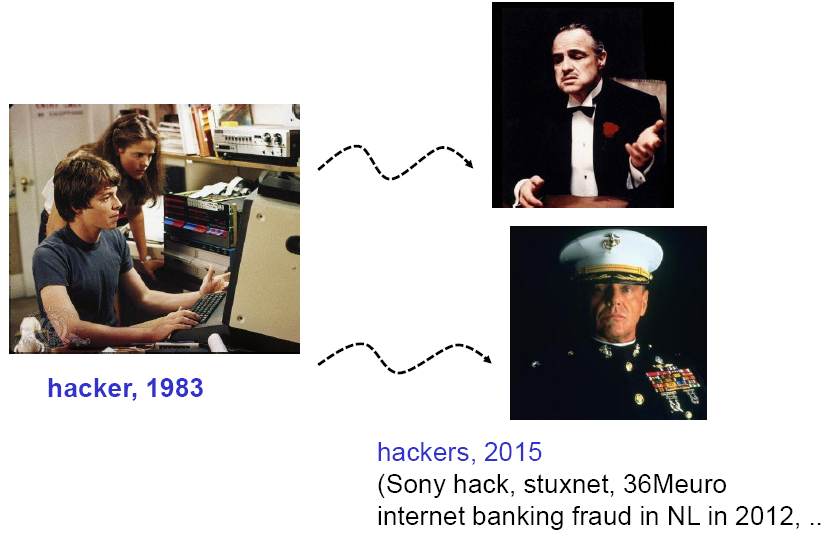 hacker, 1983
hackers, 2015
(Sony hack, stuxnet, 36Meuro
internet banking fraud in NL in 2012, ..